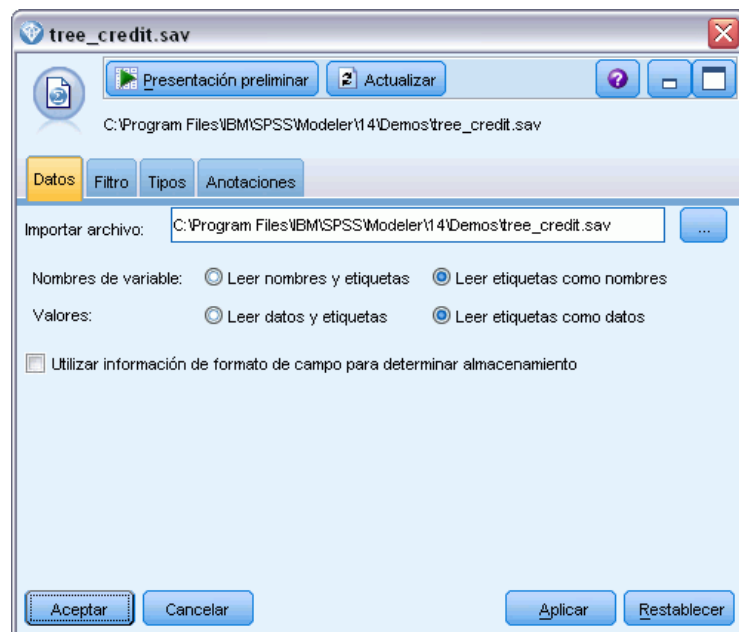 tree_credit.sav
Presentación preliminar Actualizar
C:\Program Files\IBM\SPSS\Modeler\14\Demos\tree_credit.sav
Datos Filtro Tipos Anotaciones
Importar archivo: C:\Program Files\IBM\SPSS\Modeler\14\Demos\tree_credit.sav ...
Nombres de variable: Leer nombres y etiquetas Leer etiquetas como nombres
Valores: Leer datos y etiquetas Leer etiquetas como datos
Utilizar información de formato de campo para determinar almacenamiento
Aceptar Cancelar Aplicar Restablecer